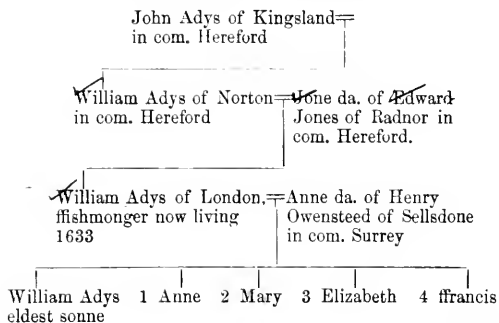 John Adys of Kingsland
in com. Hereford
William Adys of Norton
in com. Hereford
Jone da. of Edward
Jones of Radnor in
com. Hereford.
William Adys of London,
ffishmonger now living
1633
Anne da. of Henry
Owensteed of Sellsdone
in com. Surrey
William Adys
eldest sonne
1 Anne
2 Mary
3 Elizabeth
4 ffrancis